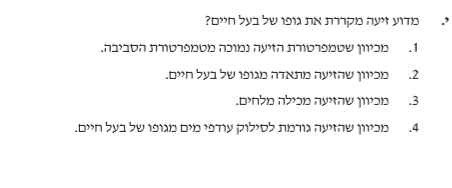 י. מדוע זיעה מקררת את גופו של בעל חיים?
1. מכיוון שטמפרטורת הזיעה נמוכה מטמפרטורת הסביבה.
2. מכיוון שהזיעה מתאדה מגופו של בעל חיים.
3. מכיוון שהזיעה מכילה מלחים.
4. מכיוון שהזיעה גורמת לסילוק עודפי מים מגופו של בעל חיים.